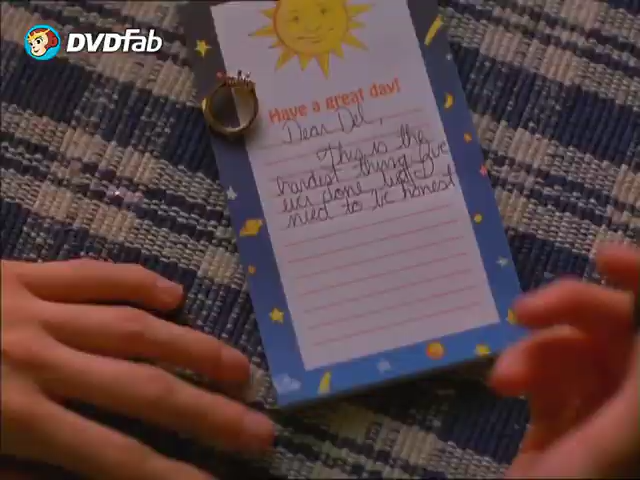 DVDFab
Have a great day!
Dear Del,
This is the
hardest thing I've
ever done but I
need to be honest